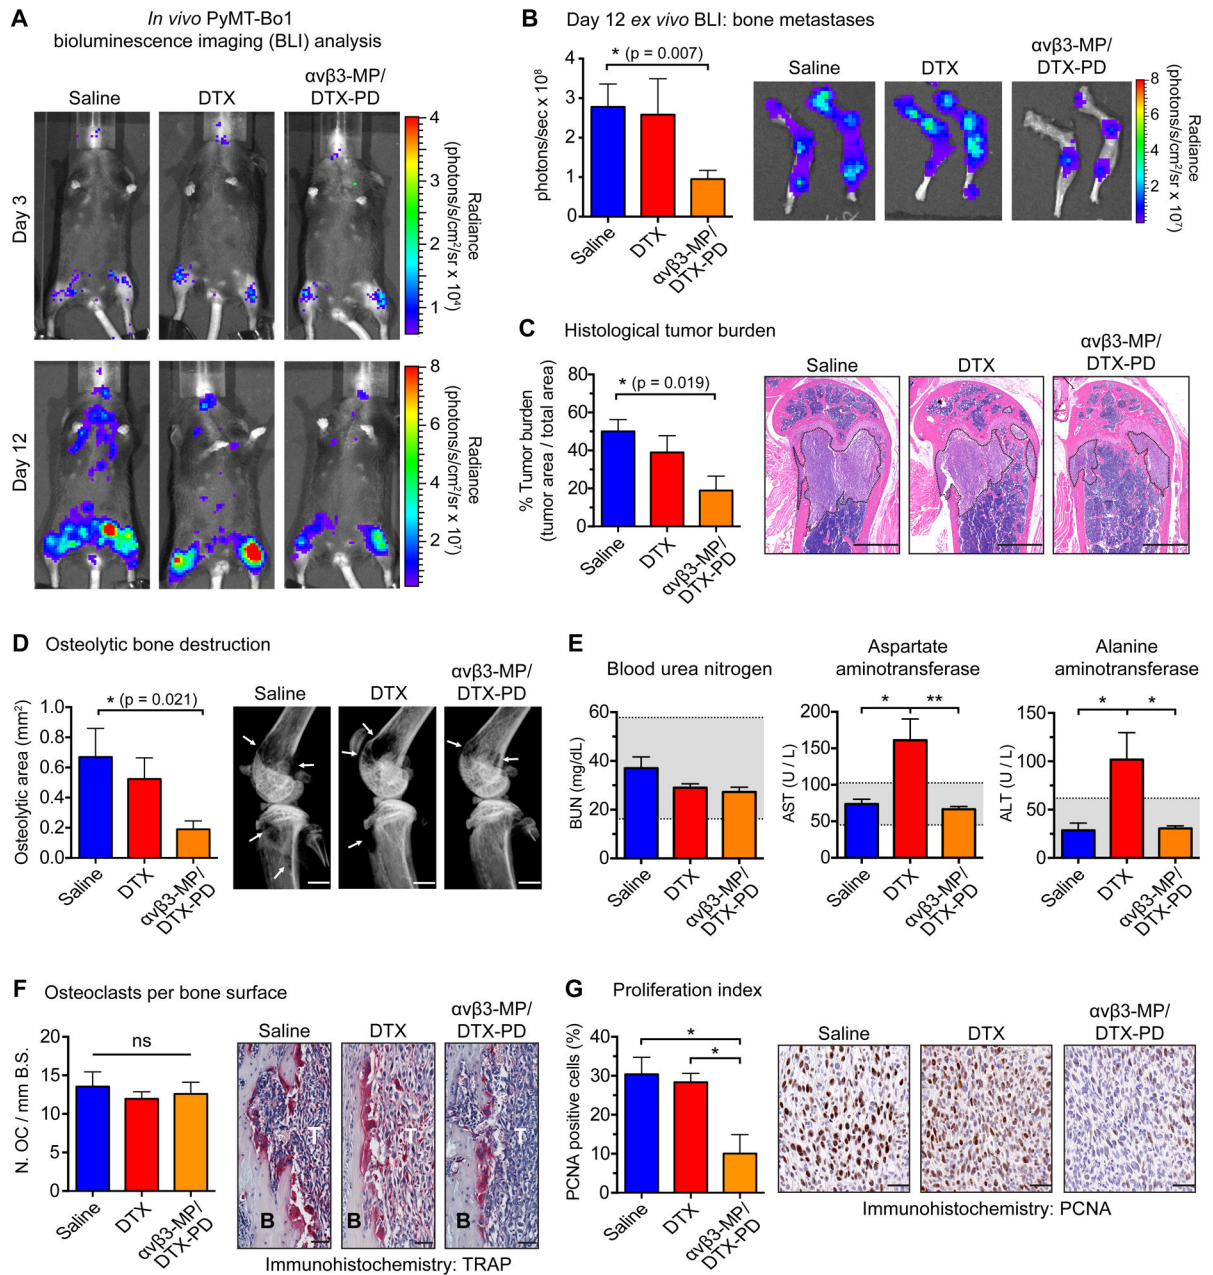 A
In vivo PyMT-Bo1
bioluminescence imaging (BLI) analysis
Saline
DTX
αvβ3-MP/
DTX-PD
Day 3
4
3
2
1
Radiance
(photons/s/cm²/sr x 10⁴)
Day 12
8
6
4
2
Radiance
(photons/s/cm²/sr x 10⁷)
B
Day 12 ex vivo BLI: bone metastases
photons/sec x 10⁸
4
3
2
1
0
* (p = 0.007)
Saline
DTX
αvβ3-MP/
DTX-PD
Saline
DTX
αvβ3-MP/
DTX-PD
8
6
4
2
Radiance
(photons/s/cm²/sr x 10⁷)
C
Histological tumor burden
% Tumor burden
(tumor area / total area)
80
60
40
20
0
* (p = 0.019)
Saline
DTX
αvβ3-MP/
DTX-PD
Saline
DTX
αvβ3-MP/
DTX-PD
D
Osteolytic bone destruction
Osteolytic area (mm²)
1.0
0.8
0.6
0.4
0.2
0.0
* (p = 0.021)
Saline
DTX
αvβ3-MP/
DTX-PD
Saline
DTX
αvβ3-MP/
DTX-PD
E
Blood urea nitrogen
BUN (mg/dL)
60
40
20
0
Saline
DTX
αvβ3-MP/
DTX-PD
Aspartate
aminotransferase
AST (U / L)
200
150
100
50
0
*
**
Saline
DTX
αvβ3-MP/
DTX-PD
Alanine
aminotransferase
ALT (U / L)
150
100
50
0
*
*
Saline
DTX
αvβ3-MP/
DTX-PD
F
Osteoclasts per bone surface
N. OC / mm B.S.
20
15
10
5
0
ns
Saline
DTX
αvβ3-MP/
DTX-PD
Saline
DTX
αvβ3-MP/
DTX-PD
T
B
T
B
T
B
Immunohistochemistry: TRAP
G
Proliferation index
PCNA positive cells (%)
40
30
20
10
0
*
*
Saline
DTX
αvβ3-MP/
DTX-PD
Saline
DTX
αvβ3-MP/
DTX-PD
Immunohistochemistry: PCNA